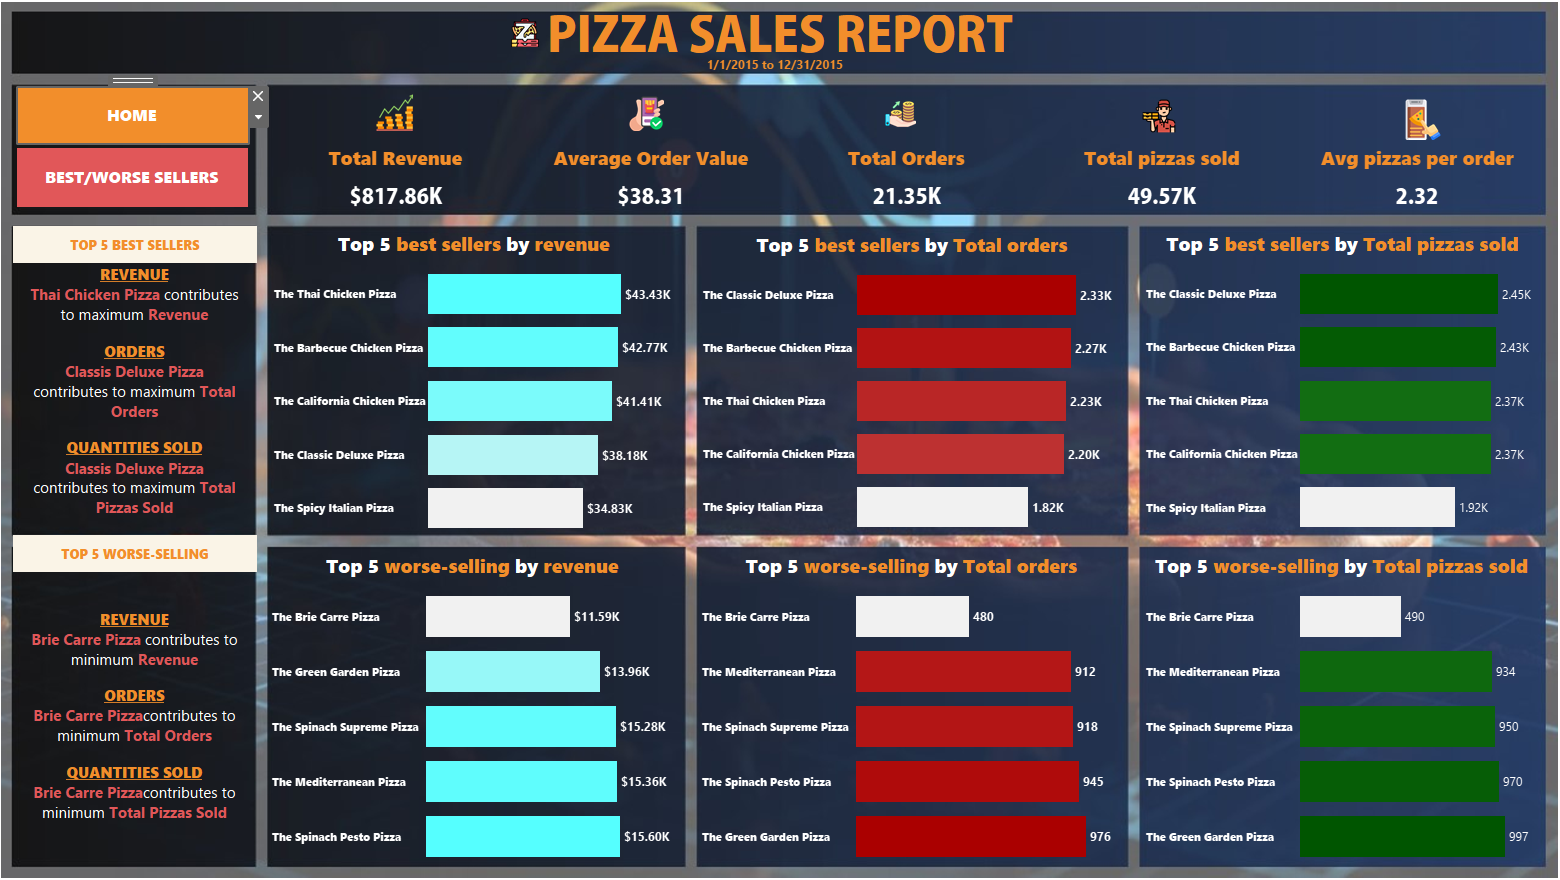 PIZZA SALES REPORT
1/1/2015 to 12/31/2015
HOME
BEST/WORSE SELLERS
Total Revenue
$817.86K
Average Order Value
$38.31
Total Orders
21.35K
Total pizzas sold
49.57K
Avg pizzas per order
2.32
TOP 5 BEST SELLERS
REVENUE
Thai Chicken Pizza contributes
to maximum Revenue
ORDERS
Classis Deluxe Pizza
contributes to maximum Total
Orders
QUANTITIES SOLD
Classis Deluxe Pizza
contributes to maximum Total
Pizzas Sold
Top 5 best sellers by revenue
The Thai Chicken Pizza $43.43K
The Barbecue Chicken Pizza $42.77K
The California Chicken Pizza $41.41K
The Classic Deluxe Pizza $38.18K
The Spicy Italian Pizza $34.83K
Top 5 best sellers by Total orders
The Classic Deluxe Pizza 2.33K
The Barbecue Chicken Pizza 2.27K
The Thai Chicken Pizza 2.23K
The California Chicken Pizza 2.20K
The Spicy Italian Pizza 1.82K
Top 5 best sellers by Total pizzas sold
The Classic Deluxe Pizza 2.45K
The Barbecue Chicken Pizza 2.43K
The Thai Chicken Pizza 2.37K
The California Chicken Pizza 2.37K
The Spicy Italian Pizza 1.92K
TOP 5 WORSE-SELLING
REVENUE
Brie Carre Pizza contributes to
minimum Revenue
ORDERS
Brie Carre Pizzacontributes to
minimum Total Orders
QUANTITIES SOLD
Brie Carre Pizzacontributes to
minimum Total Pizzas Sold
Top 5 worse-selling by revenue
The Brie Carre Pizza $11.59K
The Green Garden Pizza $13.96K
The Spinach Supreme Pizza $15.28K
The Mediterranean Pizza $15.36K
The Spinach Pesto Pizza $15.60K
Top 5 worse-selling by Total orders
The Brie Carre Pizza 480
The Mediterranean Pizza 912
The Spinach Supreme Pizza 918
The Spinach Pesto Pizza 945
The Green Garden Pizza 976
Top 5 worse-selling by Total pizzas sold
The Brie Carre Pizza 490
The Mediterranean Pizza 934
The Spinach Supreme Pizza 950
The Spinach Pesto Pizza 970
The Green Garden Pizza 997